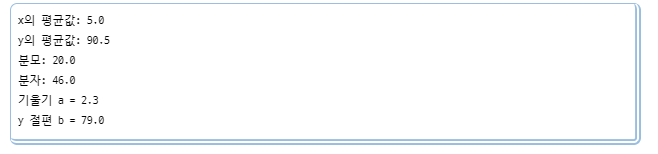 x의 평균값: 5.0
y의 평균값: 90.5
분모: 20.0
분자: 46.0
기울기 a = 2.3
y 절편 b = 79.0